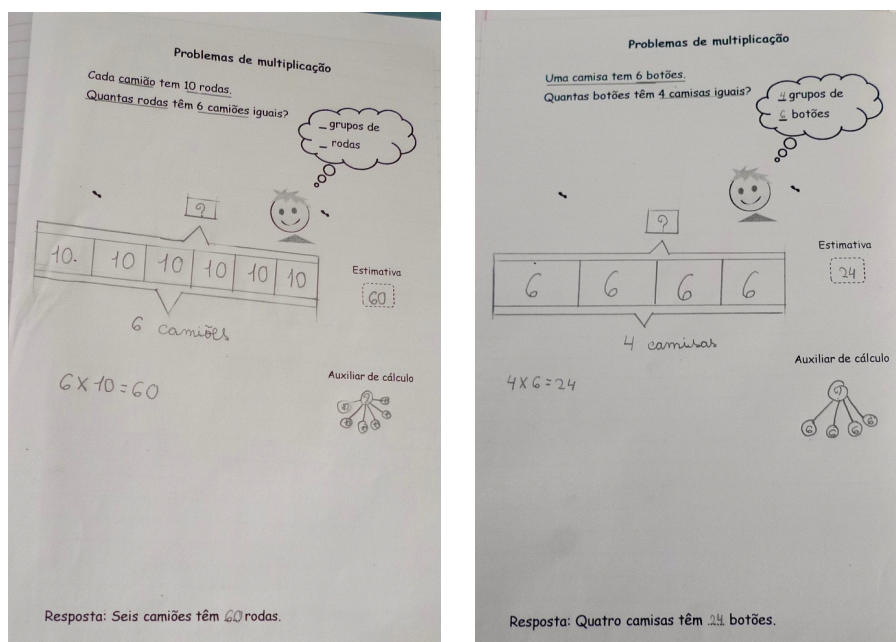 Problemas de multiplicação
Cada camião tem 10 rodas.
Quantas rodas têm 6 camiões iguais?
_ grupos de
_ rodas
?
10. 10 10 10 10 10
6 camiões
Estimativa
60
6 x 10 = 60
Auxiliar de cálculo
?
Resposta: Seis camiões têm 60 rodas.
Problemas de multiplicação
Uma camisa tem 6 botões.
Quantas botões têm 4 camisas iguais?
4 grupos de
6 botões
?
6 6 6 6
4 camisas
Estimativa
24
4 x 6 = 24
Auxiliar de cálculo
?
6 6 6 6
Resposta: Quatro camisas têm 24 botões.